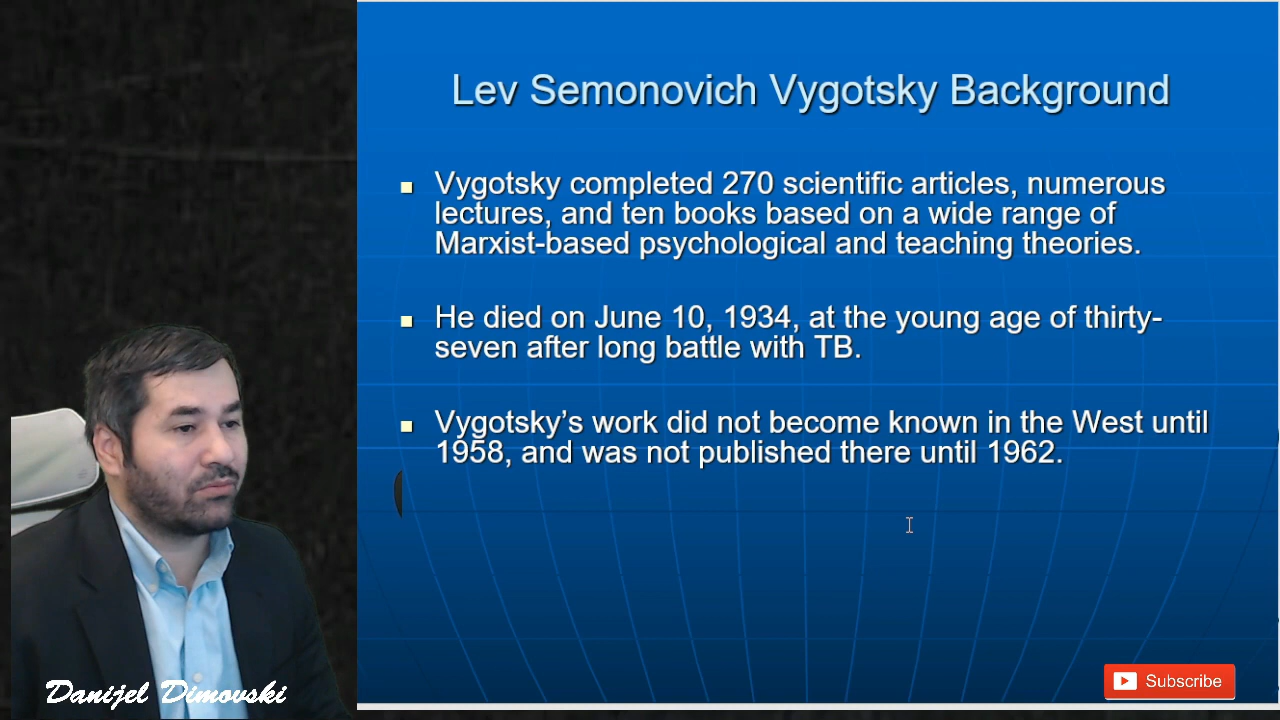 Lev Semonovich Vygotsky Background
Vygotsky completed 270 scientific articles, numerous
lectures, and ten books based on a wide range of
Marxist-based psychological and teaching theories.
He died on June 10, 1934, at the young age of thirty-
seven after long battle with TB.
Vygotsky’s work did not become known in the West until
1958, and was not published there until 1962.
Danijel Dimovski
Subscribe